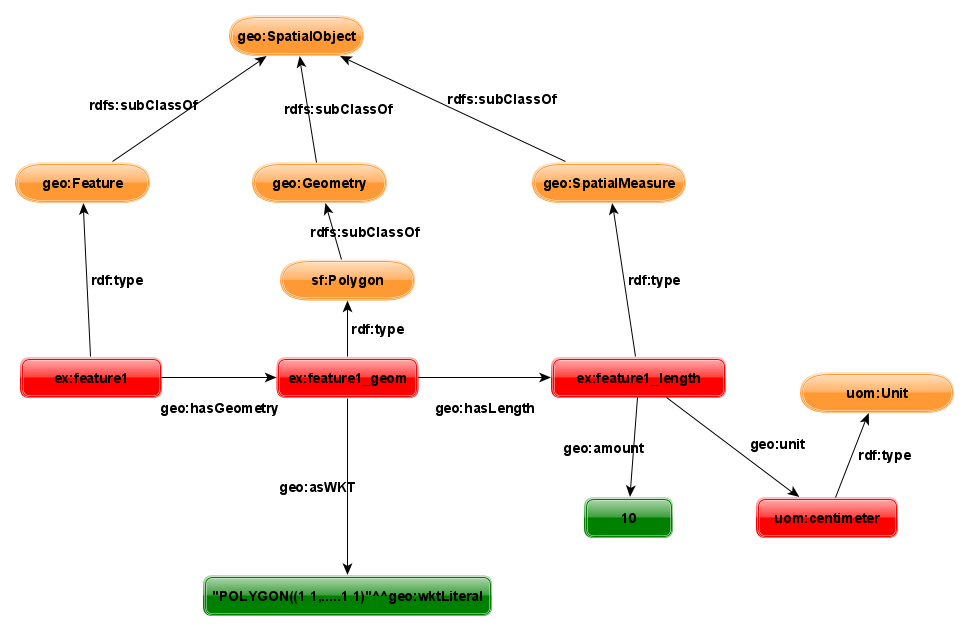 geo:SpatialObject
rdfs:subClassOf
rdfs:subClassOf
rdfs:subClassOf
geo:Feature
geo:Geometry
geo:SpatialMeasure
rdfs:subClassOf
rdf:type
sf:Polygon
rdf:type
rdf:type
ex:feature1
ex:feature1_geom
ex:feature1_length
uom:Unit
geo:hasGeometry
geo:hasLength
geo:amount
geo:unit
rdf:type
geo:asWKT
10
uom:centimeter
"POLYGON((1 1,.....1 1)"^^geo:wktLiteral